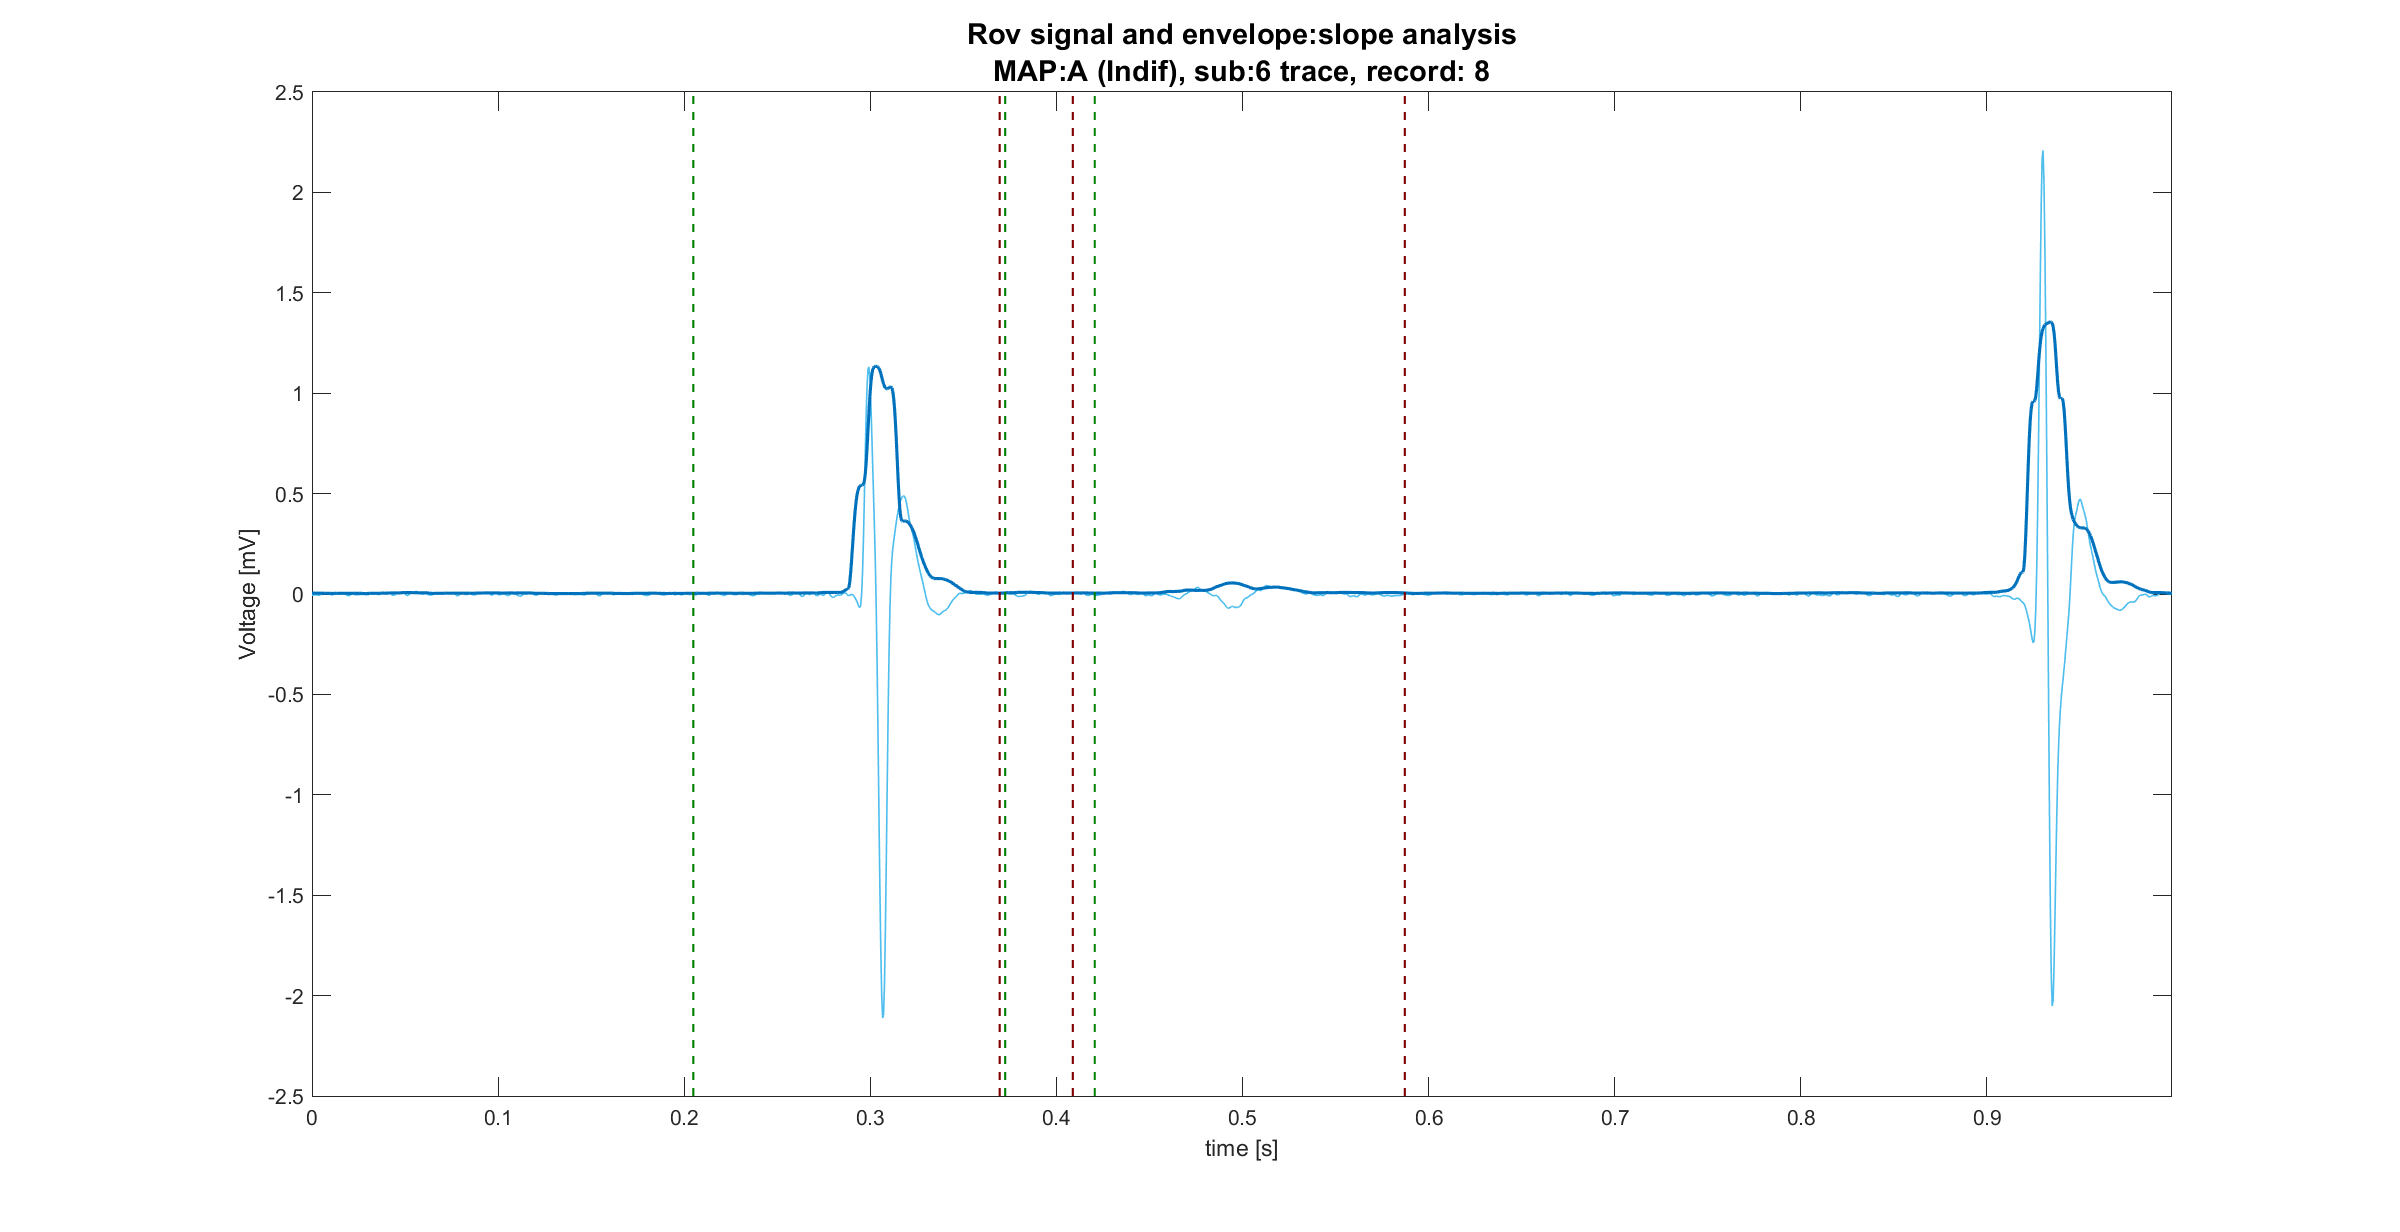 Rov signal and envelope:slope analysis
MAP:A (Indif), sub:6 trace, record: 8
2.5
2
1.5
1
0.5
0
-0.5
-1
-1.5
-2
-2.5
Voltage [mV]
0 0.1 0.2 0.3 0.4 0.5 0.6 0.7 0.8 0.9
time [s]